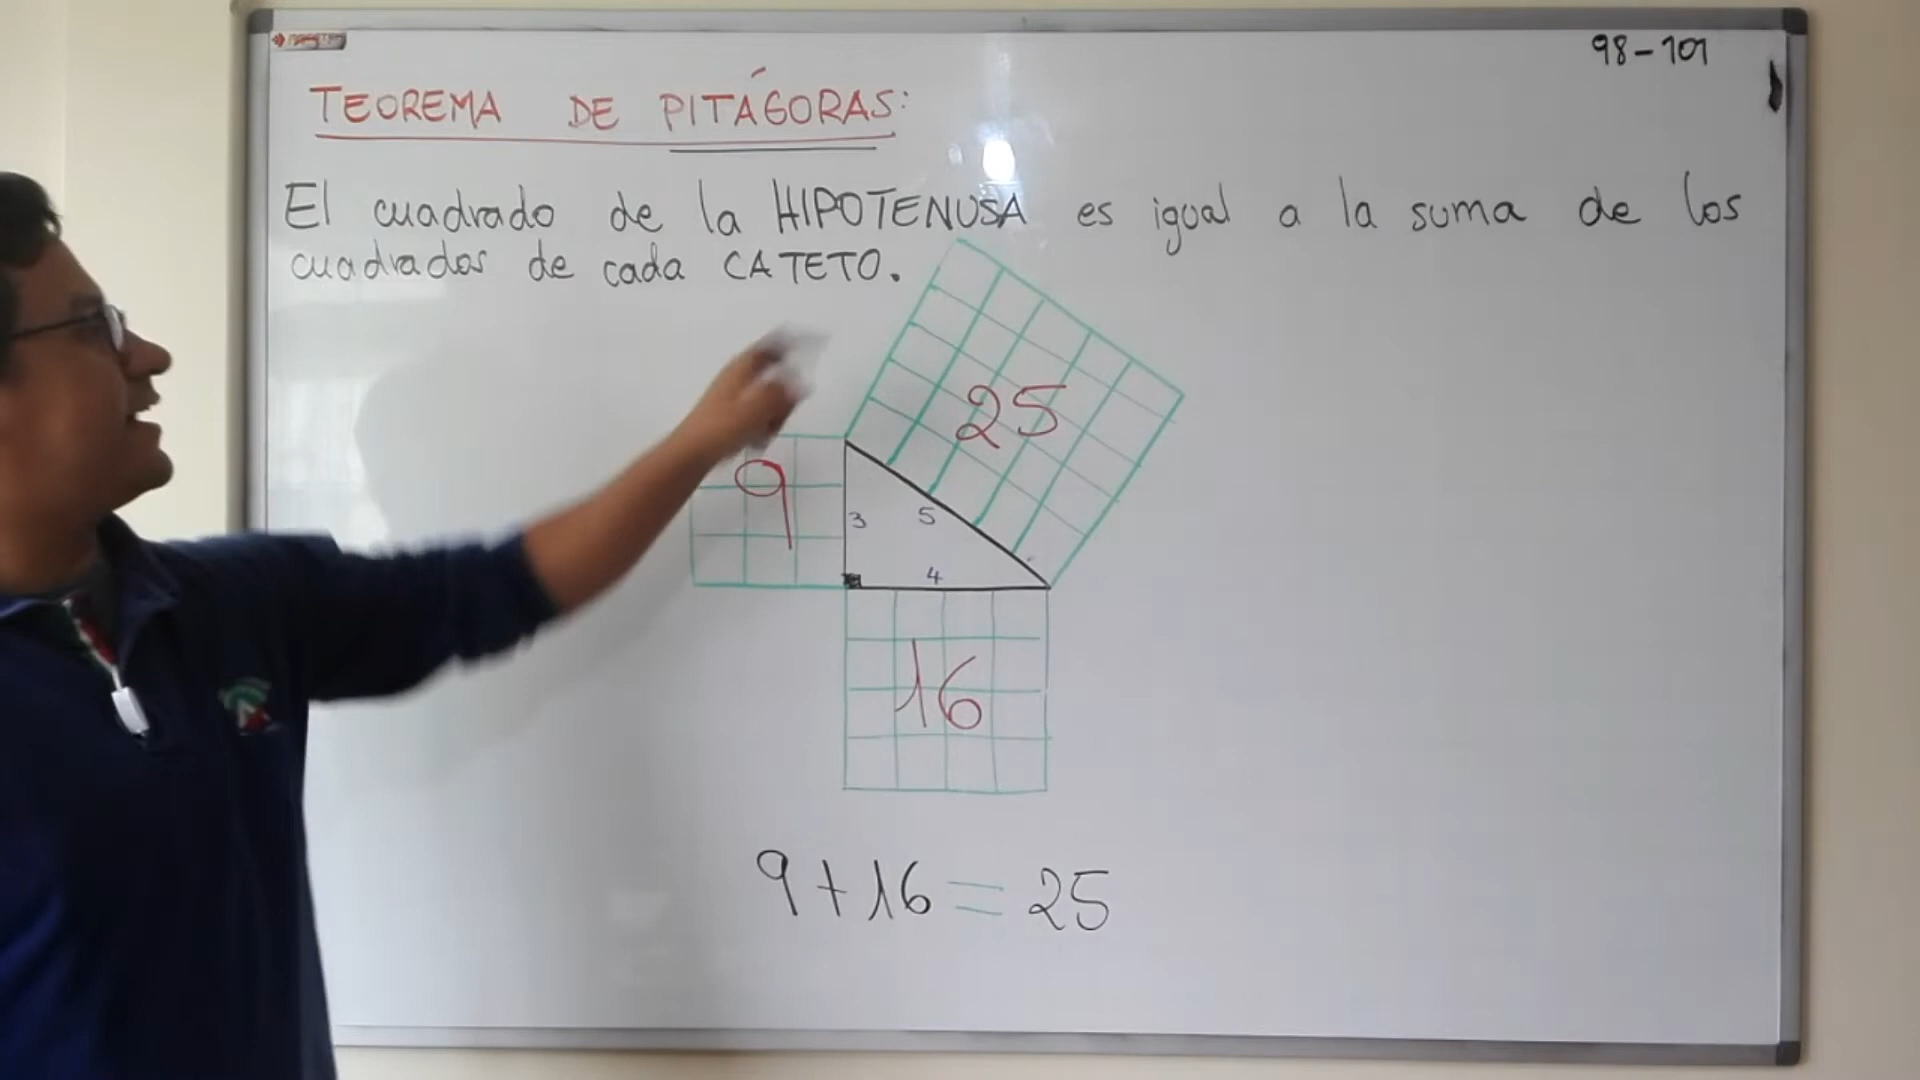 98-101
TEOREMA DE PITÁGORAS:
El cuadrado de la HIPOTENUSA es igual a la suma de los
cuadrados de cada CATETO.
25
9
3
5
4
16
9+16=25